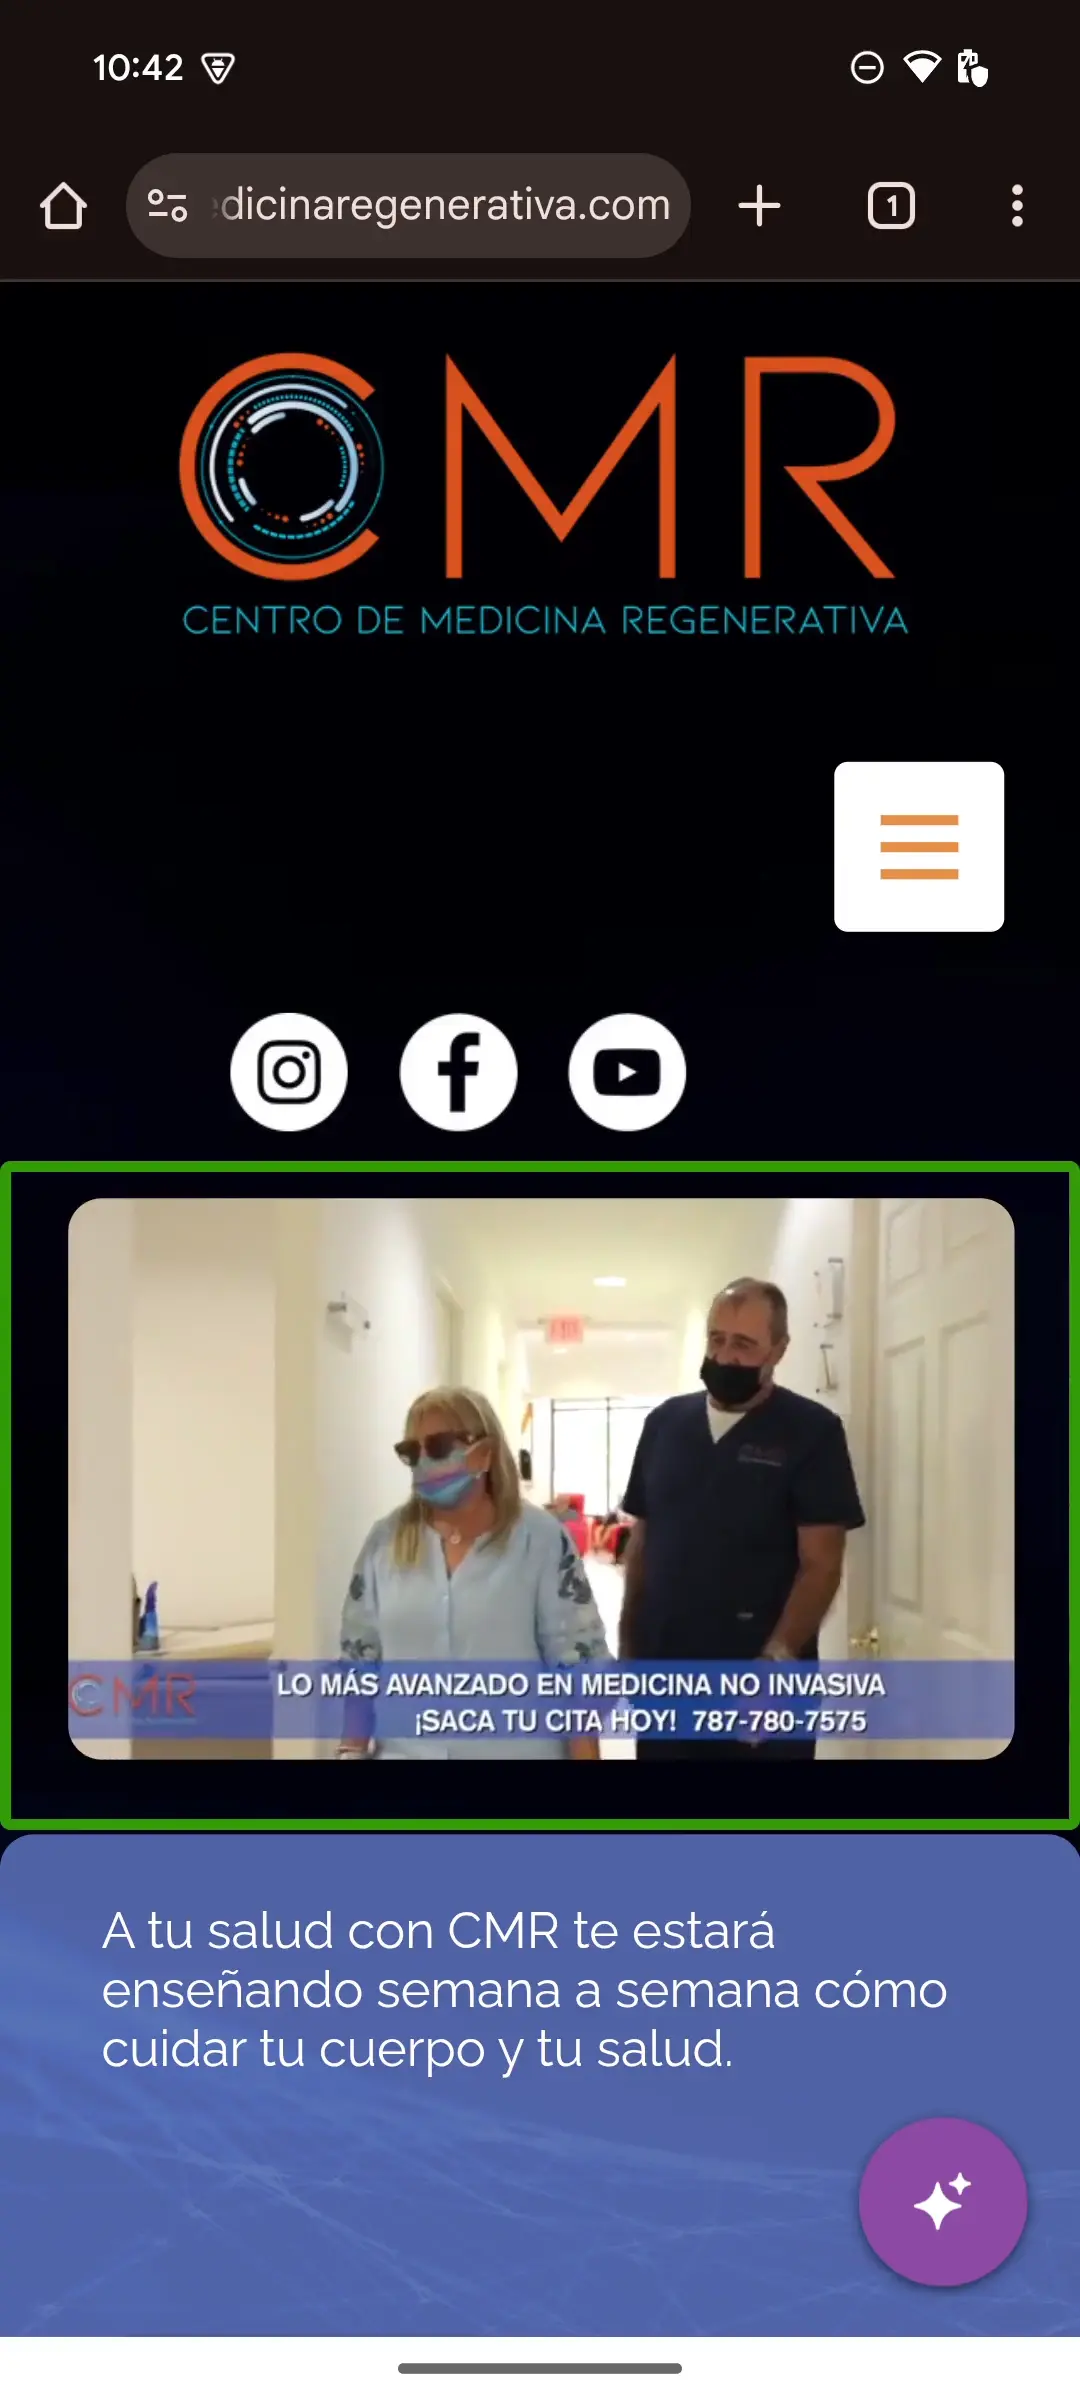 10:42
edicinaregenerativa.com
1
CMR
CENTRO DE MEDICINA REGENERATIVA
EXIT
CMR
LO MÁS AVANZADO EN MEDICINA NO INVASIVA
¡SACA TU CITA HOY! 787-780-7575
A tu salud con CMR te estará
enseñando semana a semana cómo
cuidar tu cuerpo y tu salud.